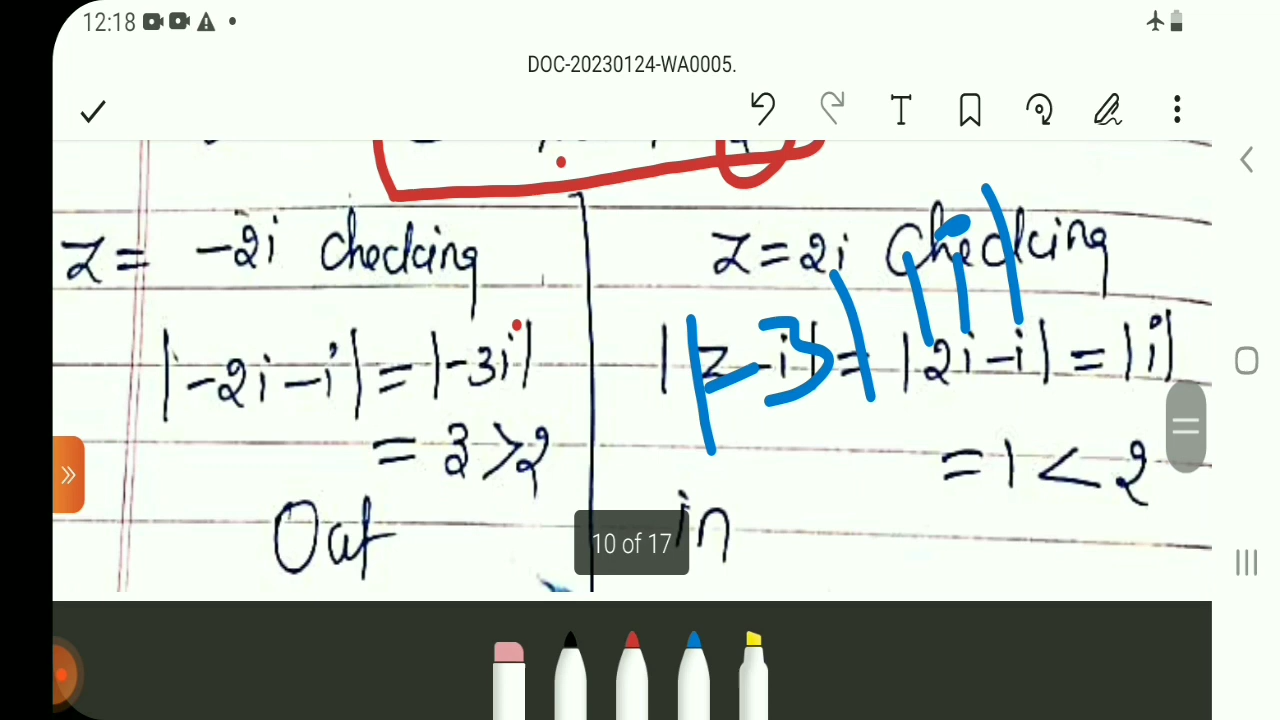 12:18
DOC-20230124-WA0005.
z = -2i checking
|-2i-i| = |-3i|
= 3 > 2
Out
z = 2i checking
|z-i| = |2i-i| = |i|
= 1 < 2
in
|-3| |i|
10 of 17